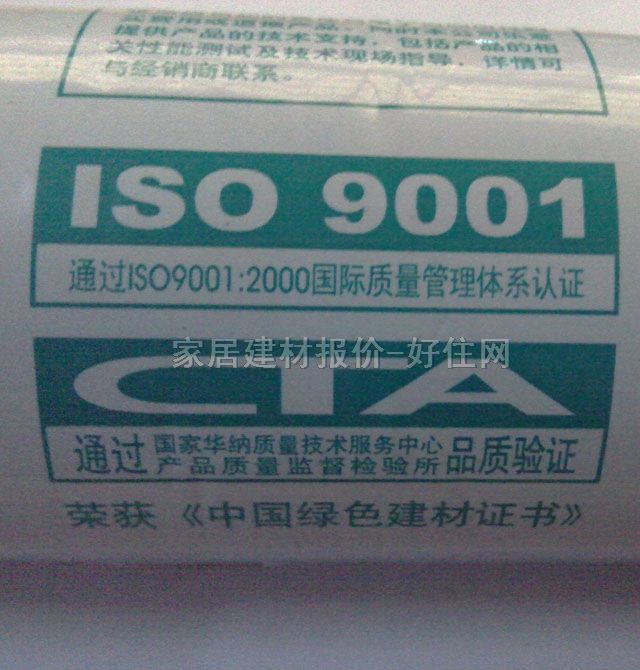 提供产品的技术支持，包括产品的相
关性能测试及技术现场指导，详情可
与经销商联系。
ISO 9001
通过ISO9001:2000国际质量管理体系认证
家居建材报价-好住网
CTA
通过 国家华纳质量技术服务中心 品质验证
产品质量监督检验所
荣获《中国绿色建材证书》